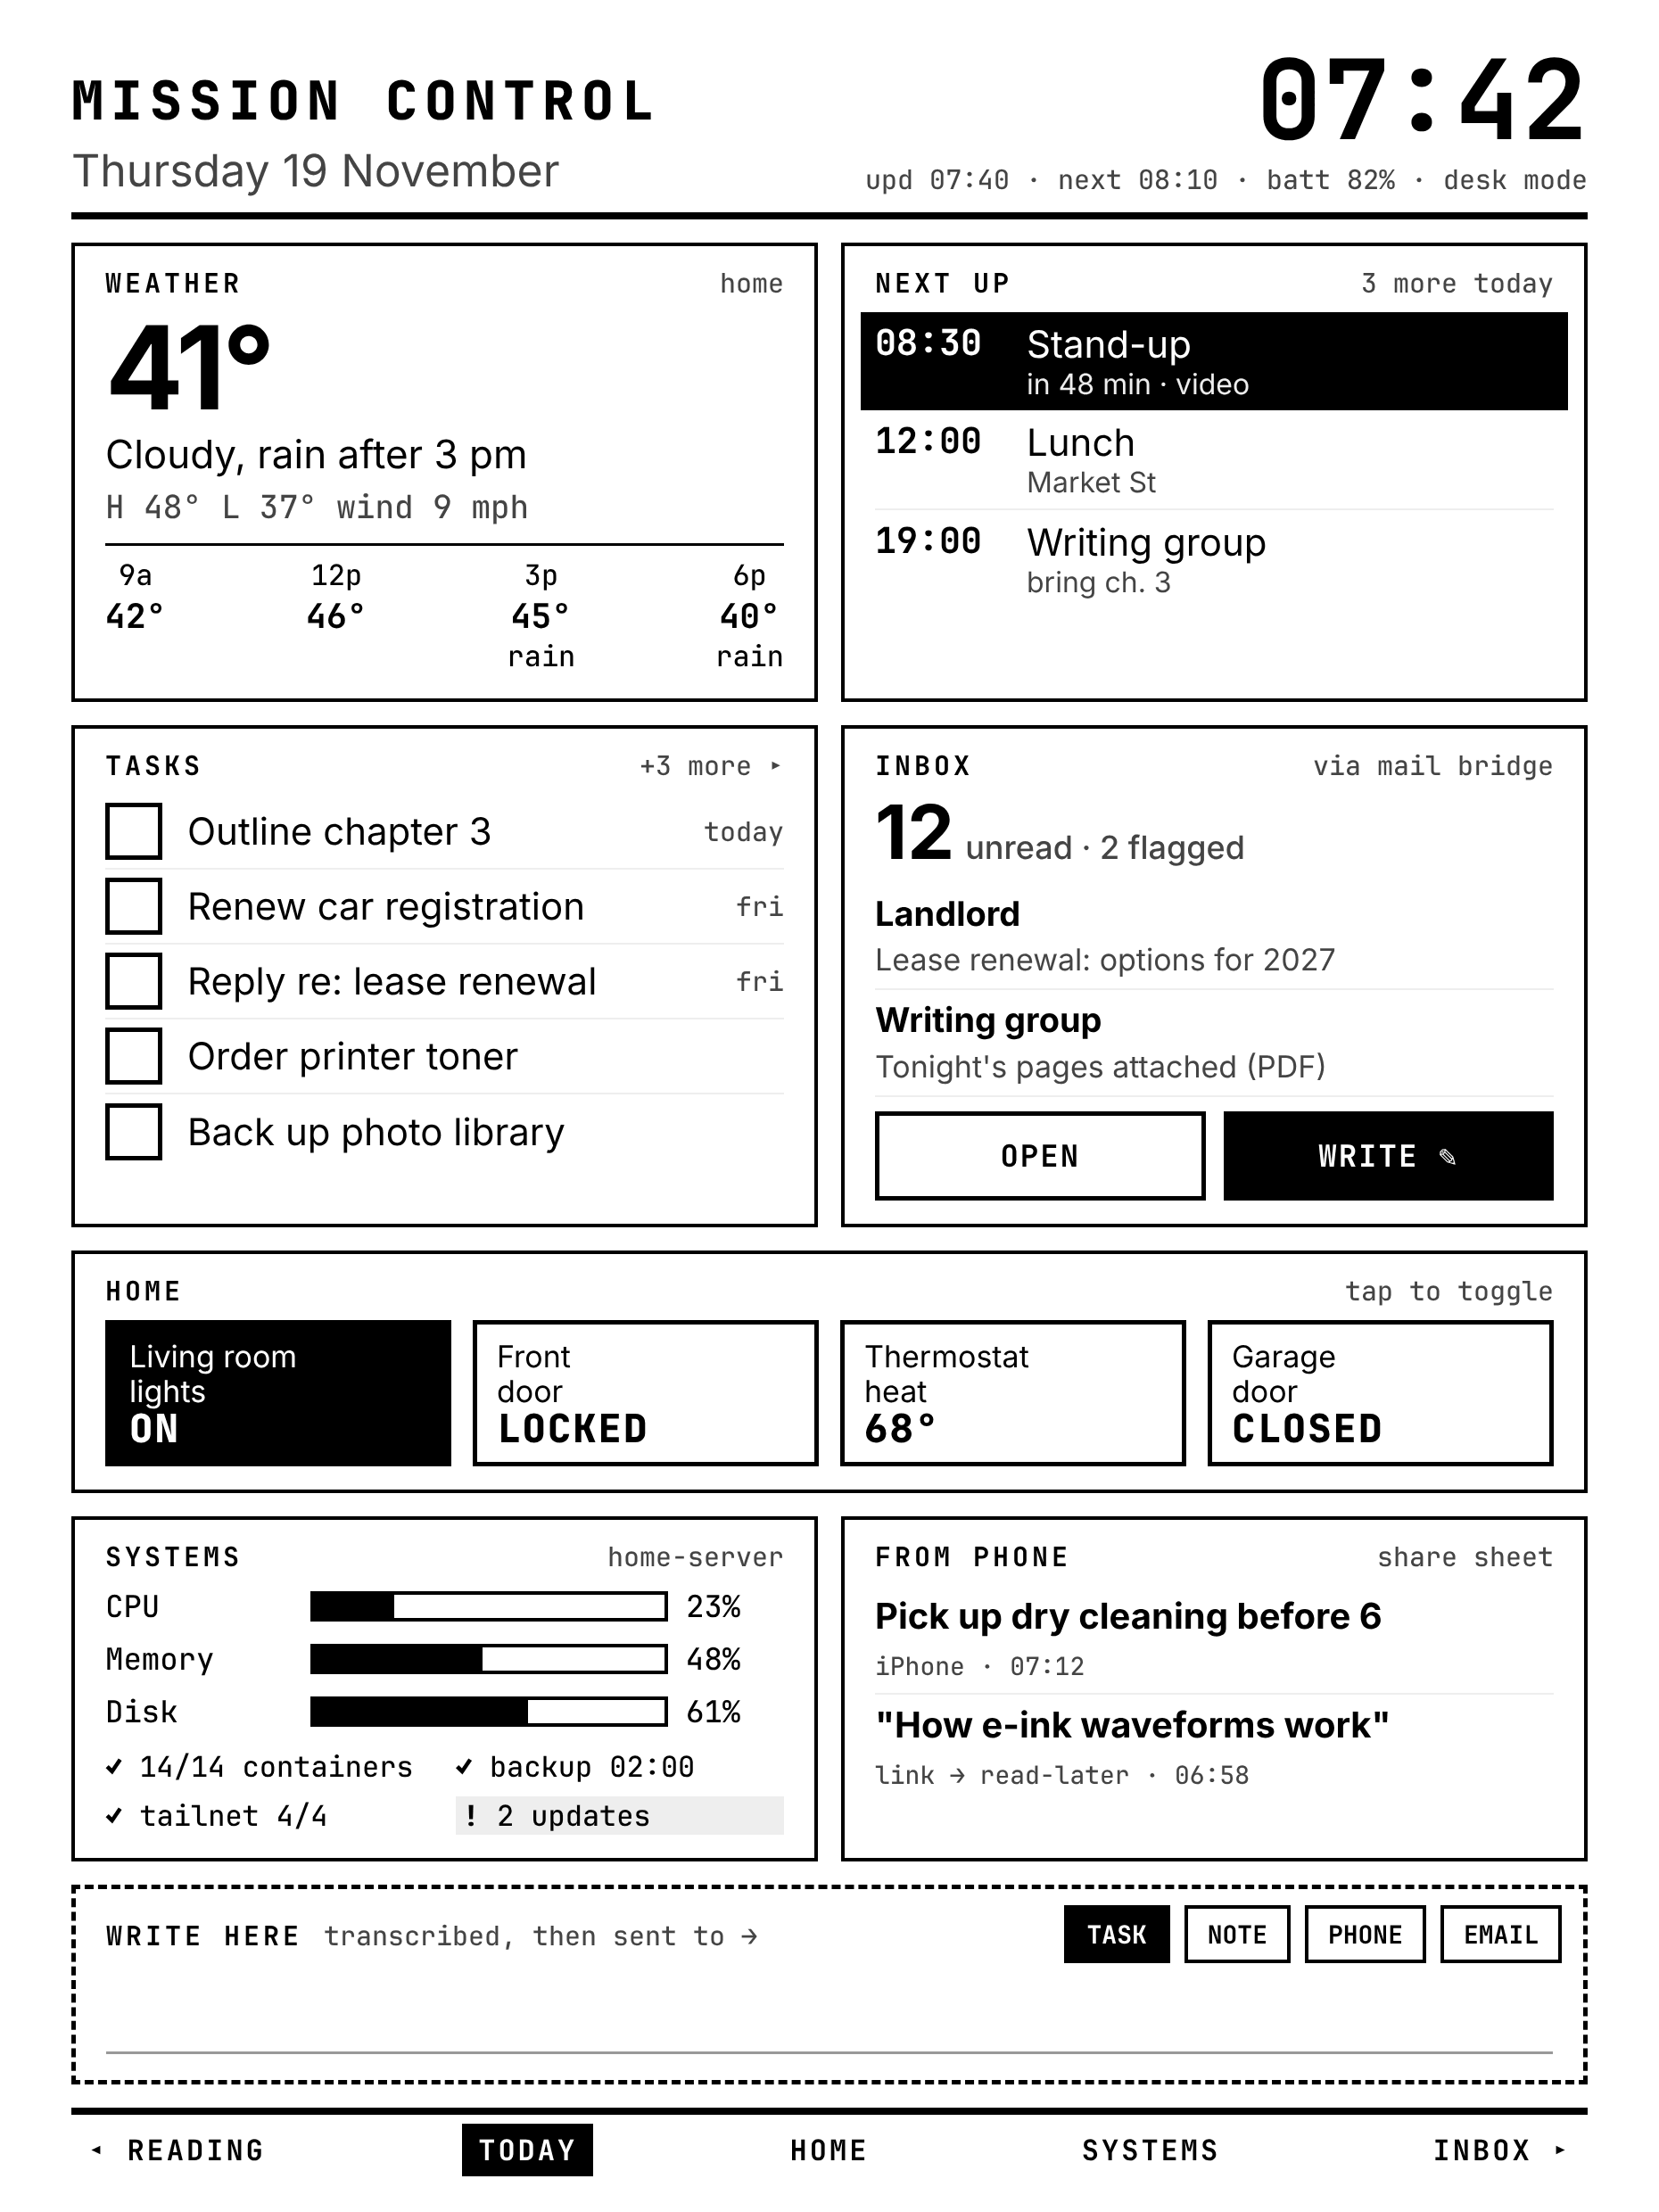 MISSION CONTROL
07:42
Thursday 19 November
upd 07:40 · next 08:10 · batt 82% · desk mode
WEATHER
home
41°
Cloudy, rain after 3 pm
H 48° L 37° wind 9 mph
9a 12p 3p 6p
42° 46° 45° 40°
rain rain
NEXT UP
3 more today
08:30 Stand-up
in 48 min · video
12:00 Lunch
Market St
19:00 Writing group
bring ch. 3
TASKS
+3 more ▸
Outline chapter 3 today
Renew car registration fri
Reply re: lease renewal fri
Order printer toner
Back up photo library
INBOX
via mail bridge
12 unread · 2 flagged
Landlord
Lease renewal: options for 2027
Writing group
Tonight's pages attached (PDF)
OPEN
WRITE ✎
HOME
tap to toggle
Living room
lights
ON
Front
door
LOCKED
Thermostat
heat
68°
Garage
door
CLOSED
SYSTEMS
home-server
CPU 23%
Memory 48%
Disk 61%
✓ 14/14 containers
✓ backup 02:00
✓ tailnet 4/4
! 2 updates
FROM PHONE
share sheet
Pick up dry cleaning before 6
iPhone · 07:12
"How e-ink waveforms work"
link → read-later · 06:58
WRITE HERE transcribed, then sent to →
TASK
NOTE
PHONE
EMAIL
◂ READING
TODAY
HOME
SYSTEMS
INBOX ▸